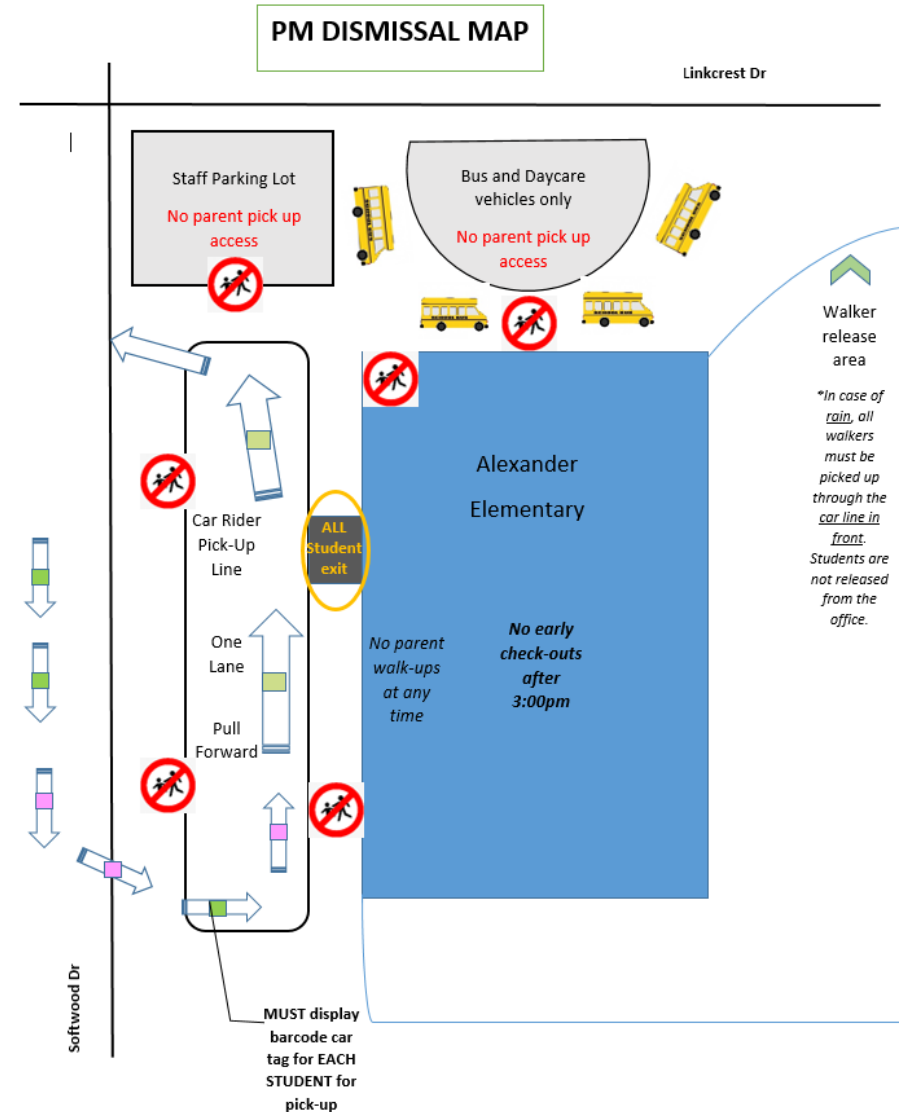 PM DISMISSAL MAP
Linkcrest Dr
Staff Parking Lot
No parent pick up
access
Bus and Daycare
vehicles only
No parent pick up
access
Walker
release
area
*In case of
rain, all
walkers
must be
picked up
through the
car line in
front.
Students are
not released
from the
office.
Alexander
Elementary
Car Rider
Pick-Up
Line
ALL
Student
exit
One
Lane
Pull
Forward
No parent
walk-ups
at any
time
No early
check-outs
after
3:00pm
Softwood Dr
MUST display
barcode car
tag for EACH
STUDENT for
pick-up